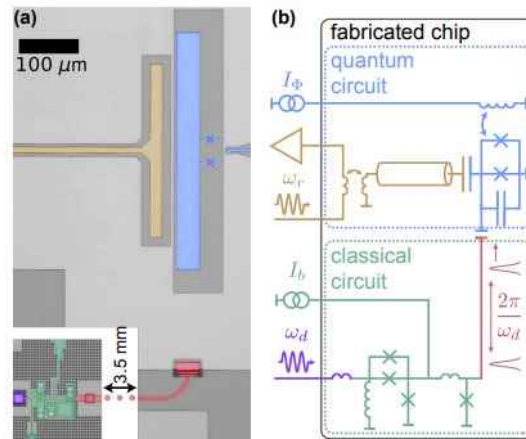 (a)
100 μm
3.5 mm
(b)
fabricated chip
quantum
circuit
I_Φ
ω_r
classical
circuit
I_b
2π
ω_d
ω_d